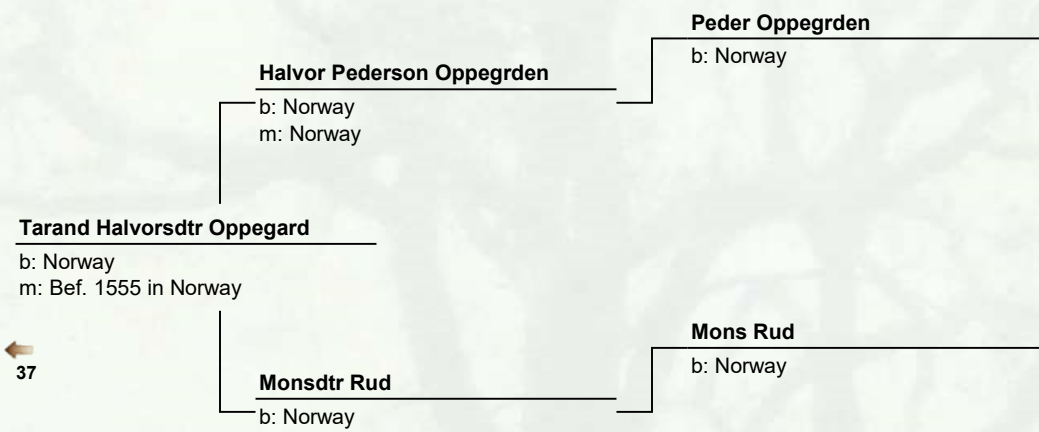 Peder Oppegrden
b: Norway
Halvor Pederson Oppegrden
b: Norway
m: Norway
Tarand Halvorsdtr Oppegard
b: Norway
m: Bef. 1555 in Norway
37
Mons Rud
b: Norway
Monsdtr Rud
b: Norway